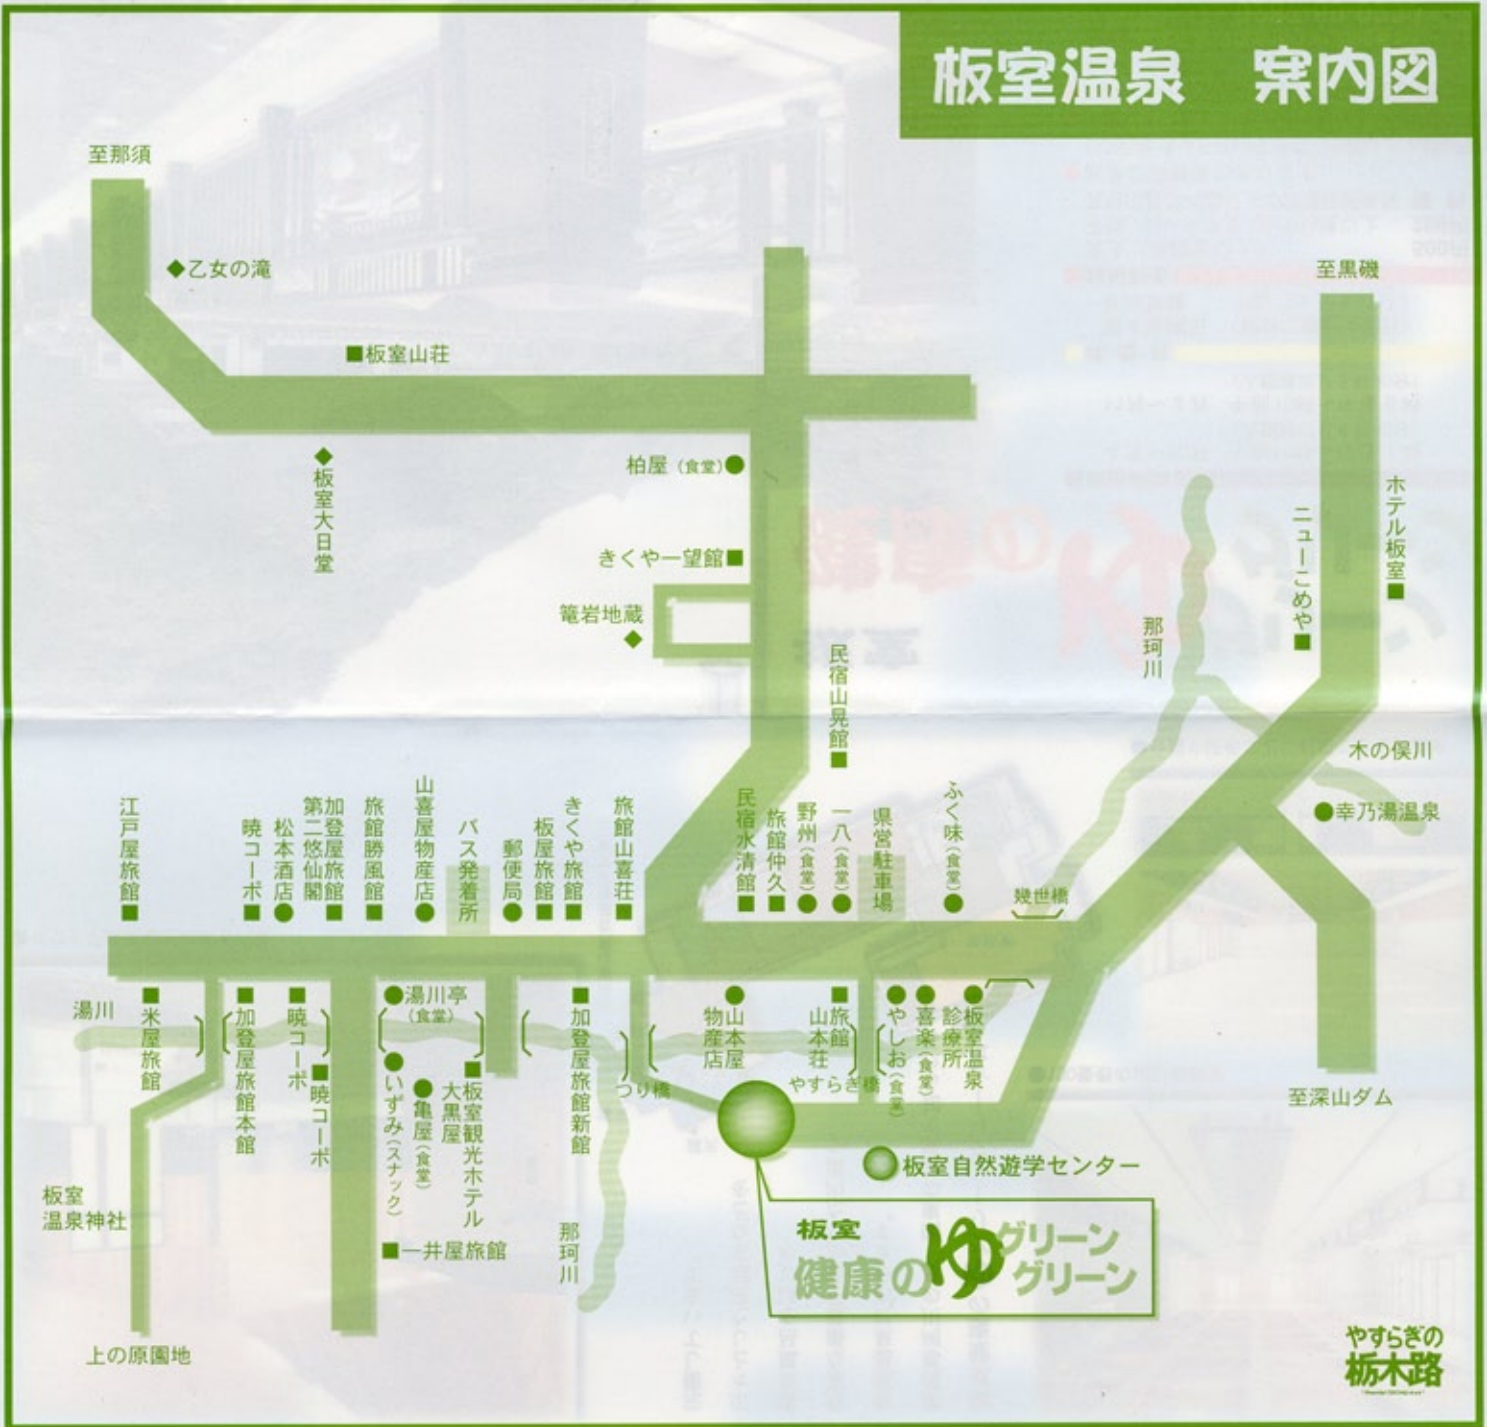 板室温泉　案内図
至那須
◆乙女の滝
至黒磯
■板室山荘
柏屋（食堂）●
◆板室大日堂
ホテル板室■
ニューこめや■
きくや一望館■
篭岩地蔵
◆
那珂川
民宿山晃館■
木の俣川
●幸乃湯温泉
江戸屋旅館■
暁コーポ■
松本酒店●
加登屋旅館
第二悠仙閣■
旅館勝風館■
山喜屋物産店●
バス発着所
郵便局●
板屋旅館■
きくや旅館■
旅館山喜荘■
民宿水清館■
旅館仲久■
野州（食堂）●
一八（食堂）●
県営駐車場
ふく味（食堂）●
幾世橋
湯川
■米屋旅館
■加登屋旅館本館
■暁コーポ
■暁コーポ
●湯川亭
（食堂）
●いずみ（スナック）
●亀屋（食堂）
■板室観光ホテル
大黒屋
■加登屋旅館新館
つり橋
●山本屋
物産店
■旅館
山本荘
やすらぎ橋
●やしお（食堂）
●喜楽（食堂）
●板室温泉
診療所
至深山ダム
●板室自然遊学センター
板室
温泉神社
■一井屋旅館
那珂川
板室
健康のゆ
グリーン
グリーン
上の原園地
やすらぎの
栃木路